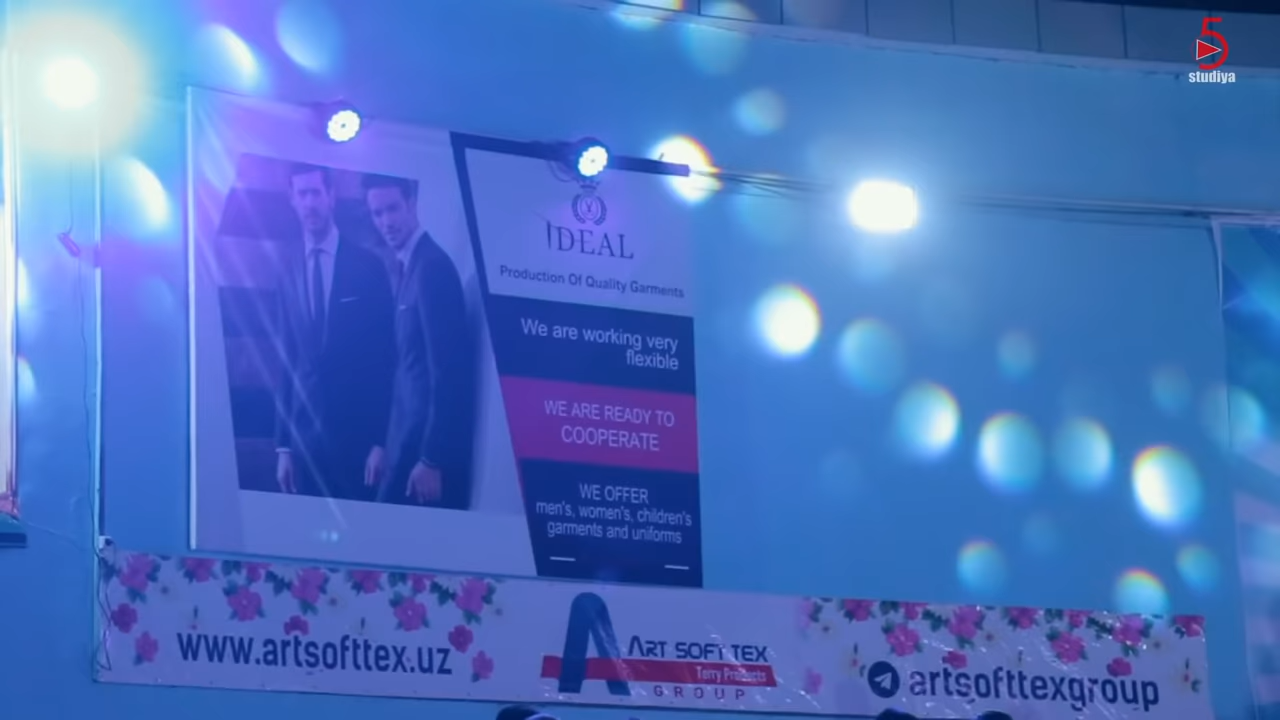 5
studiya
IDEAL
Production Of Quality Garments
We are working very
flexible
WE ARE READY TO
COOPERATE
WE OFFER
men's, women's, children's
garments and uniforms
www.artsofttex.uz
ART SOFT TEX
Terry Products
GROUP
artsofttexgroup